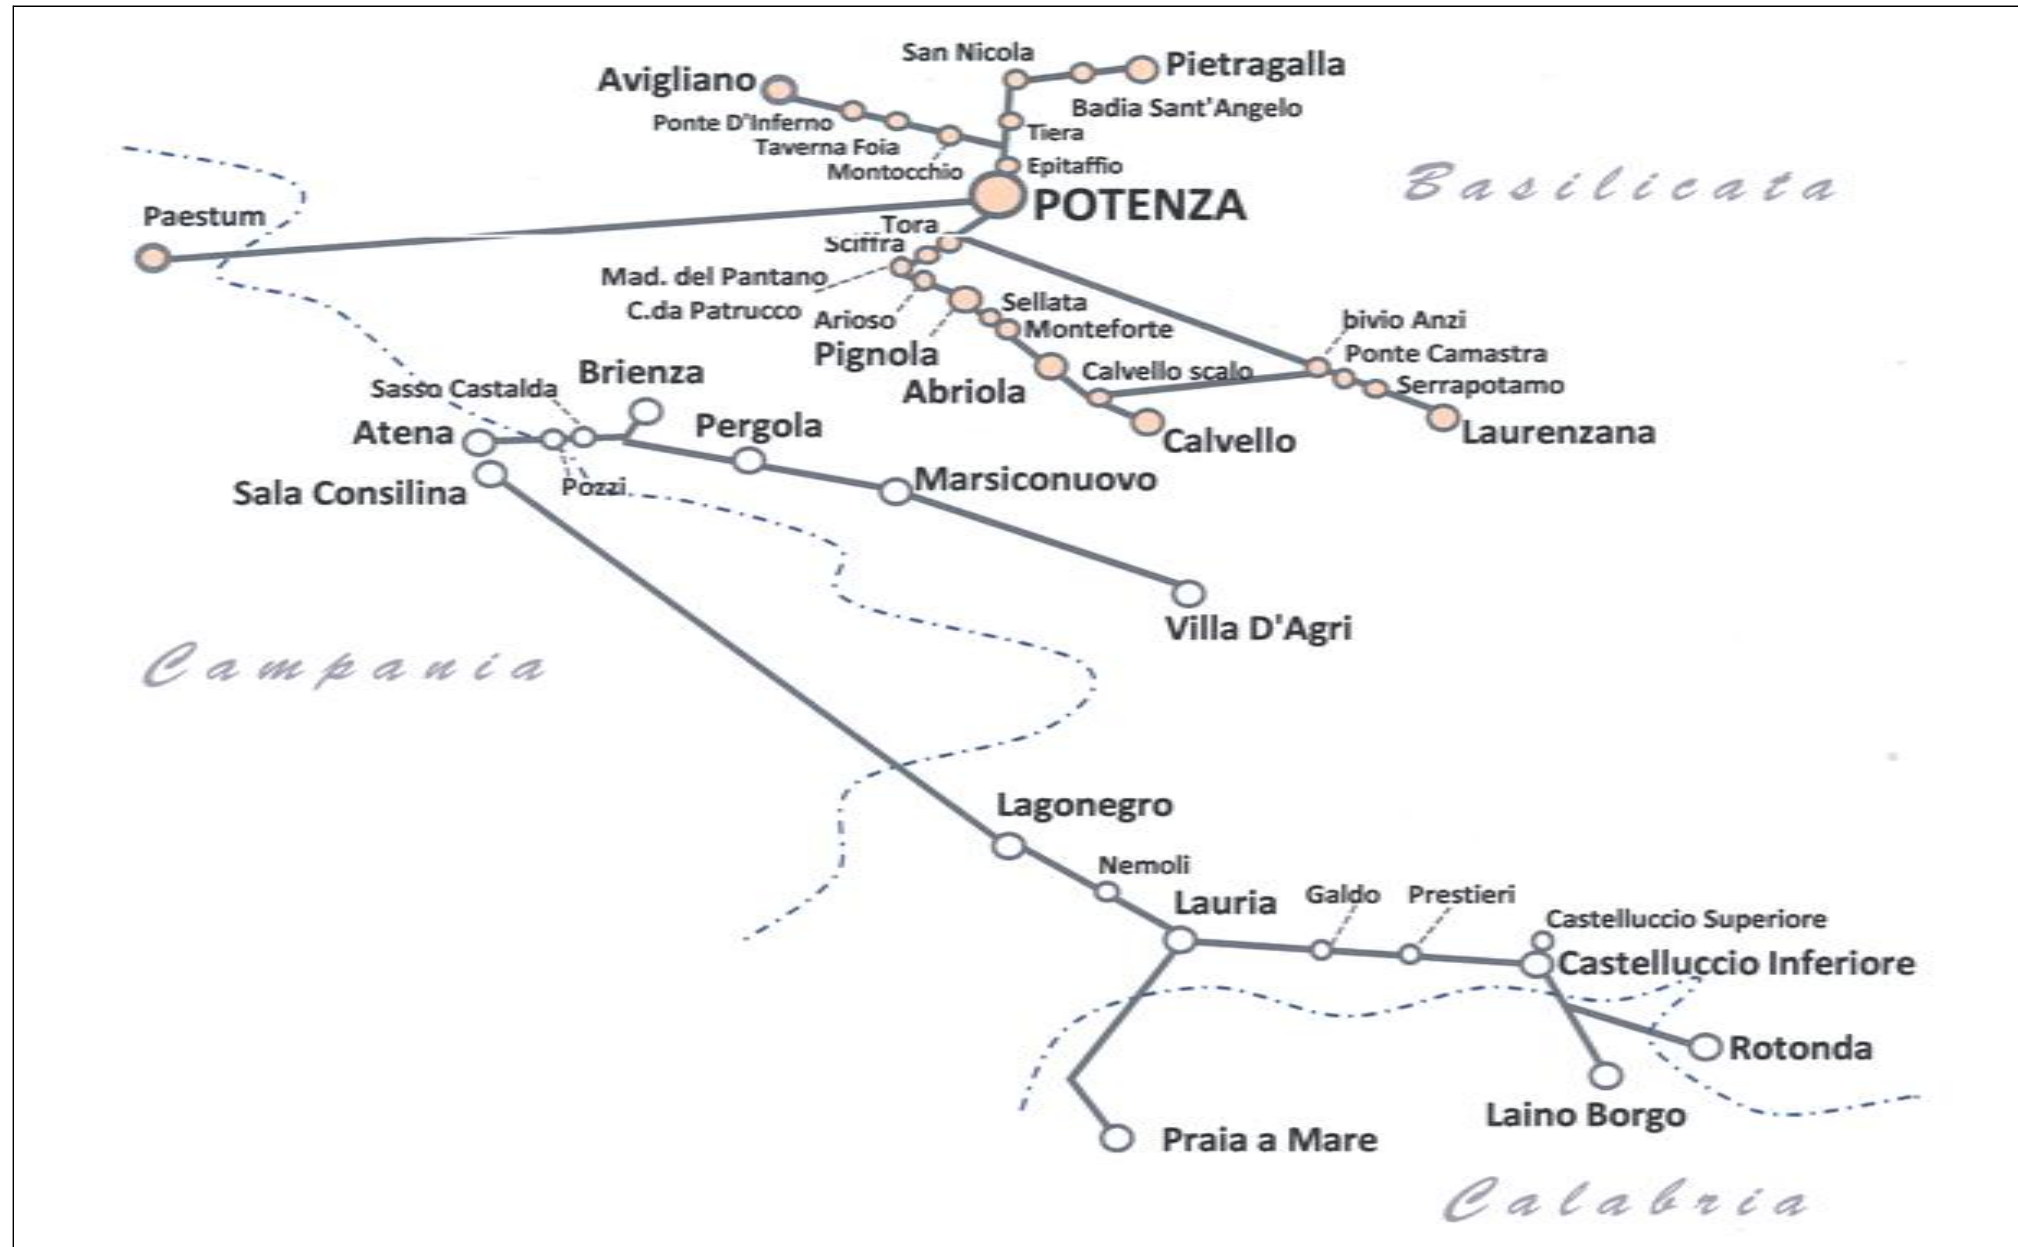 San Nicola
Pietragalla
Avigliano
Badia Sant'Angelo
Ponte D'Inferno
Tiera
Taverna Foia
Epitaffio
Montocchio
Basilicata
POTENZA
Paestum
Tora
Sciffra
Mad. del Pantano
C.da Patrucco
Arioso
Sellata
bivio Anzi
Monteforte
Pignola
Ponte Camastra
Brienza
Calvello scalo
Sasso Castalda
Serrapotamo
Abriola
Atena
Pergola
Laurenzana
Calvello
Marsiconuovo
Sala Consilina
Pozzi
Villa D'Agri
Campania
Lagonegro
Nemoli
Lauria
Galdo
Prestieri
Castelluccio Superiore
Castelluccio Inferiore
Rotonda
Laino Borgo
Praia a Mare
Calabria